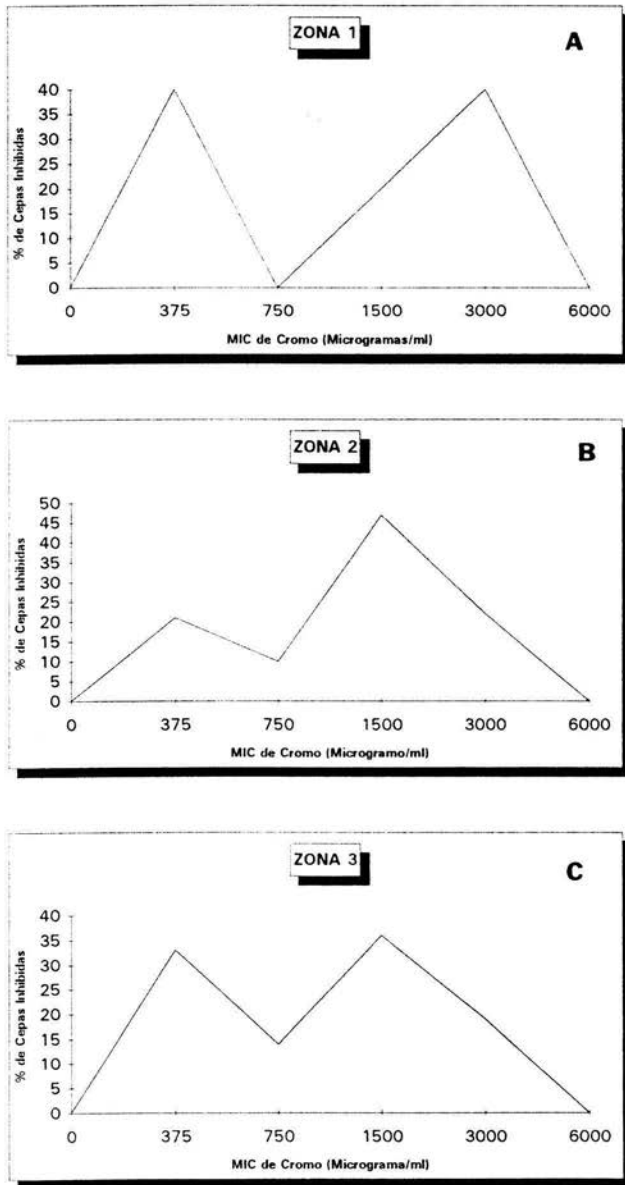 ZONA 1
A
% de Cepas Inhibidas
40
35
30
25
20
15
10
5
0
0 375 750 1500 3000 6000
MIC de Cromo (Microgramas/ml)
ZONA 2
B
% de Cepas Inhibidas
50
45
40
35
30
25
20
15
10
5
0
0 375 750 1500 3000 6000
MIC de Cromo (Microgramo/ml)
ZONA 3
C
% de Cepas Inhibidas
40
35
30
25
20
15
10
5
0
0 375 750 1500 3000 6000
MIC de Cromo (Micrograma/ml)